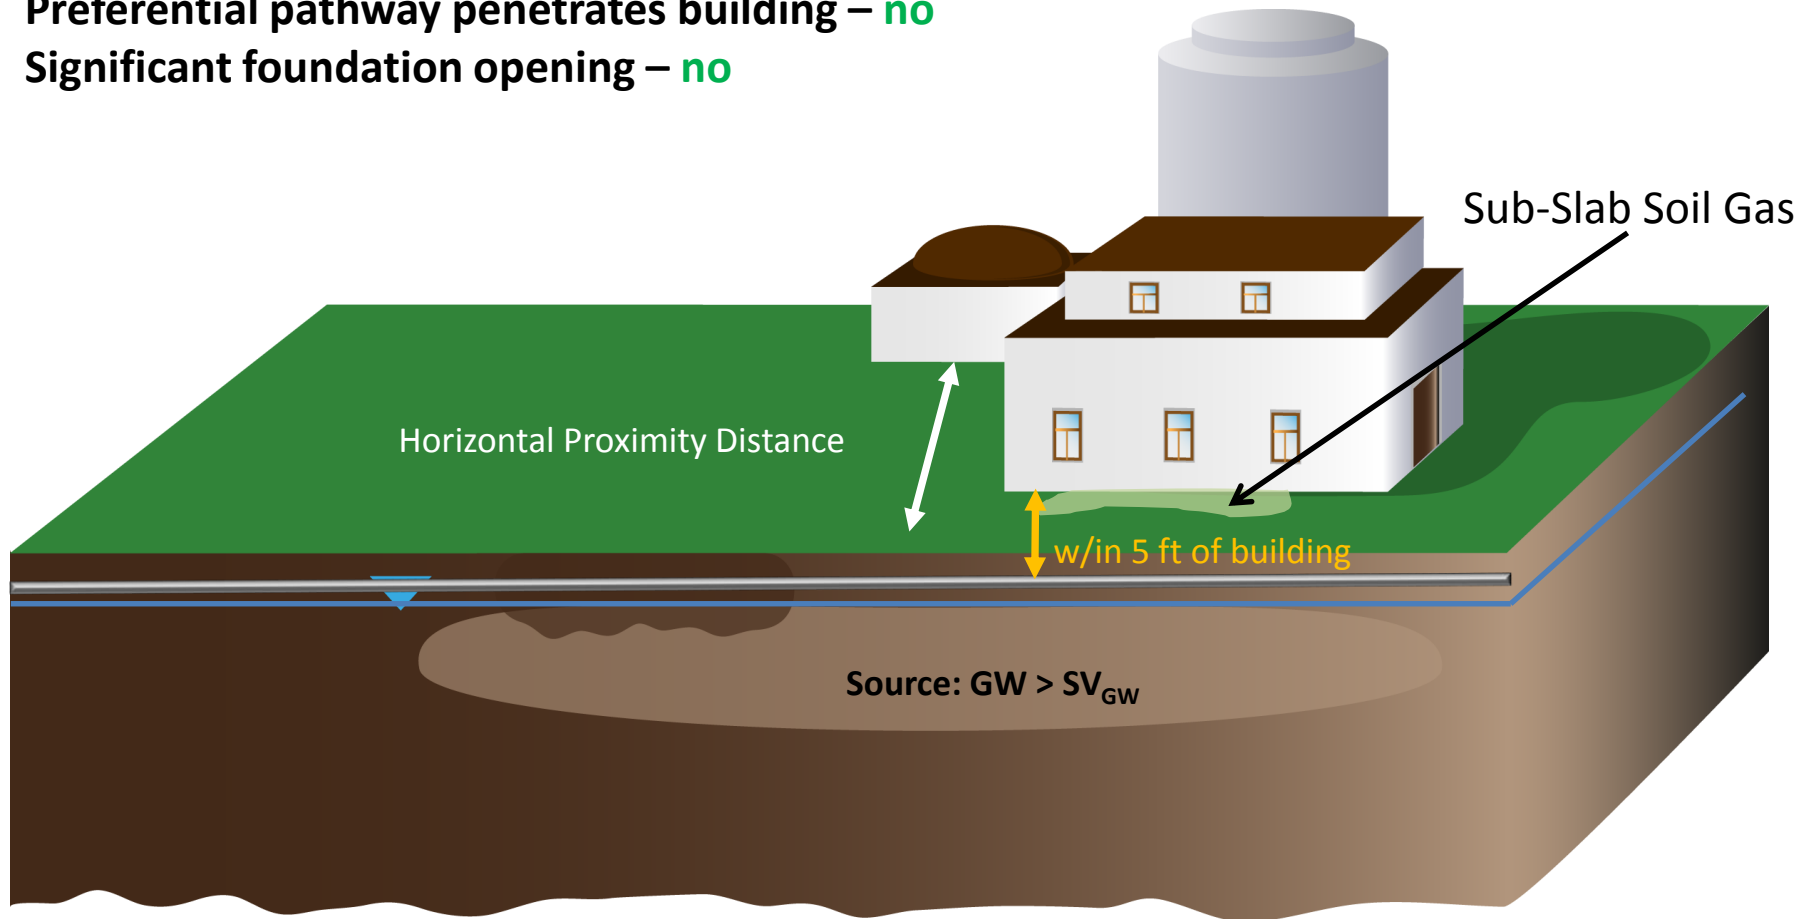 Preferential pathway penetrates building – no
Significant foundation opening – no
Sub-Slab Soil Gas
Horizontal Proximity Distance
w/in 5 ft of building
Source: GW > SVGW